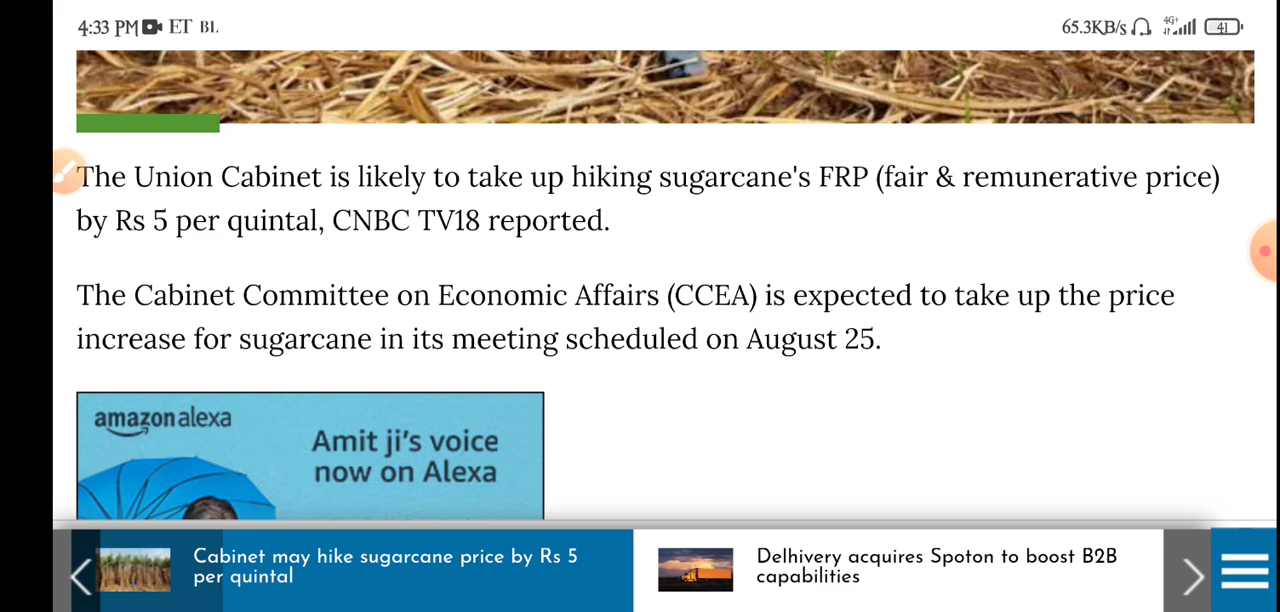 4:33 PM ET BL 65.3KB/s 4G+ 41
The Union Cabinet is likely to take up hiking sugarcane's FRP (fair & remunerative price)
by Rs 5 per quintal, CNBC TV18 reported.
The Cabinet Committee on Economic Affairs (CCEA) is expected to take up the price
increase for sugarcane in its meeting scheduled on August 25.
amazon alexa
Amit ji's voice
now on Alexa
Cabinet may hike sugarcane price by Rs 5
per quintal
Delhivery acquires Spoton to boost B2B
capabilities